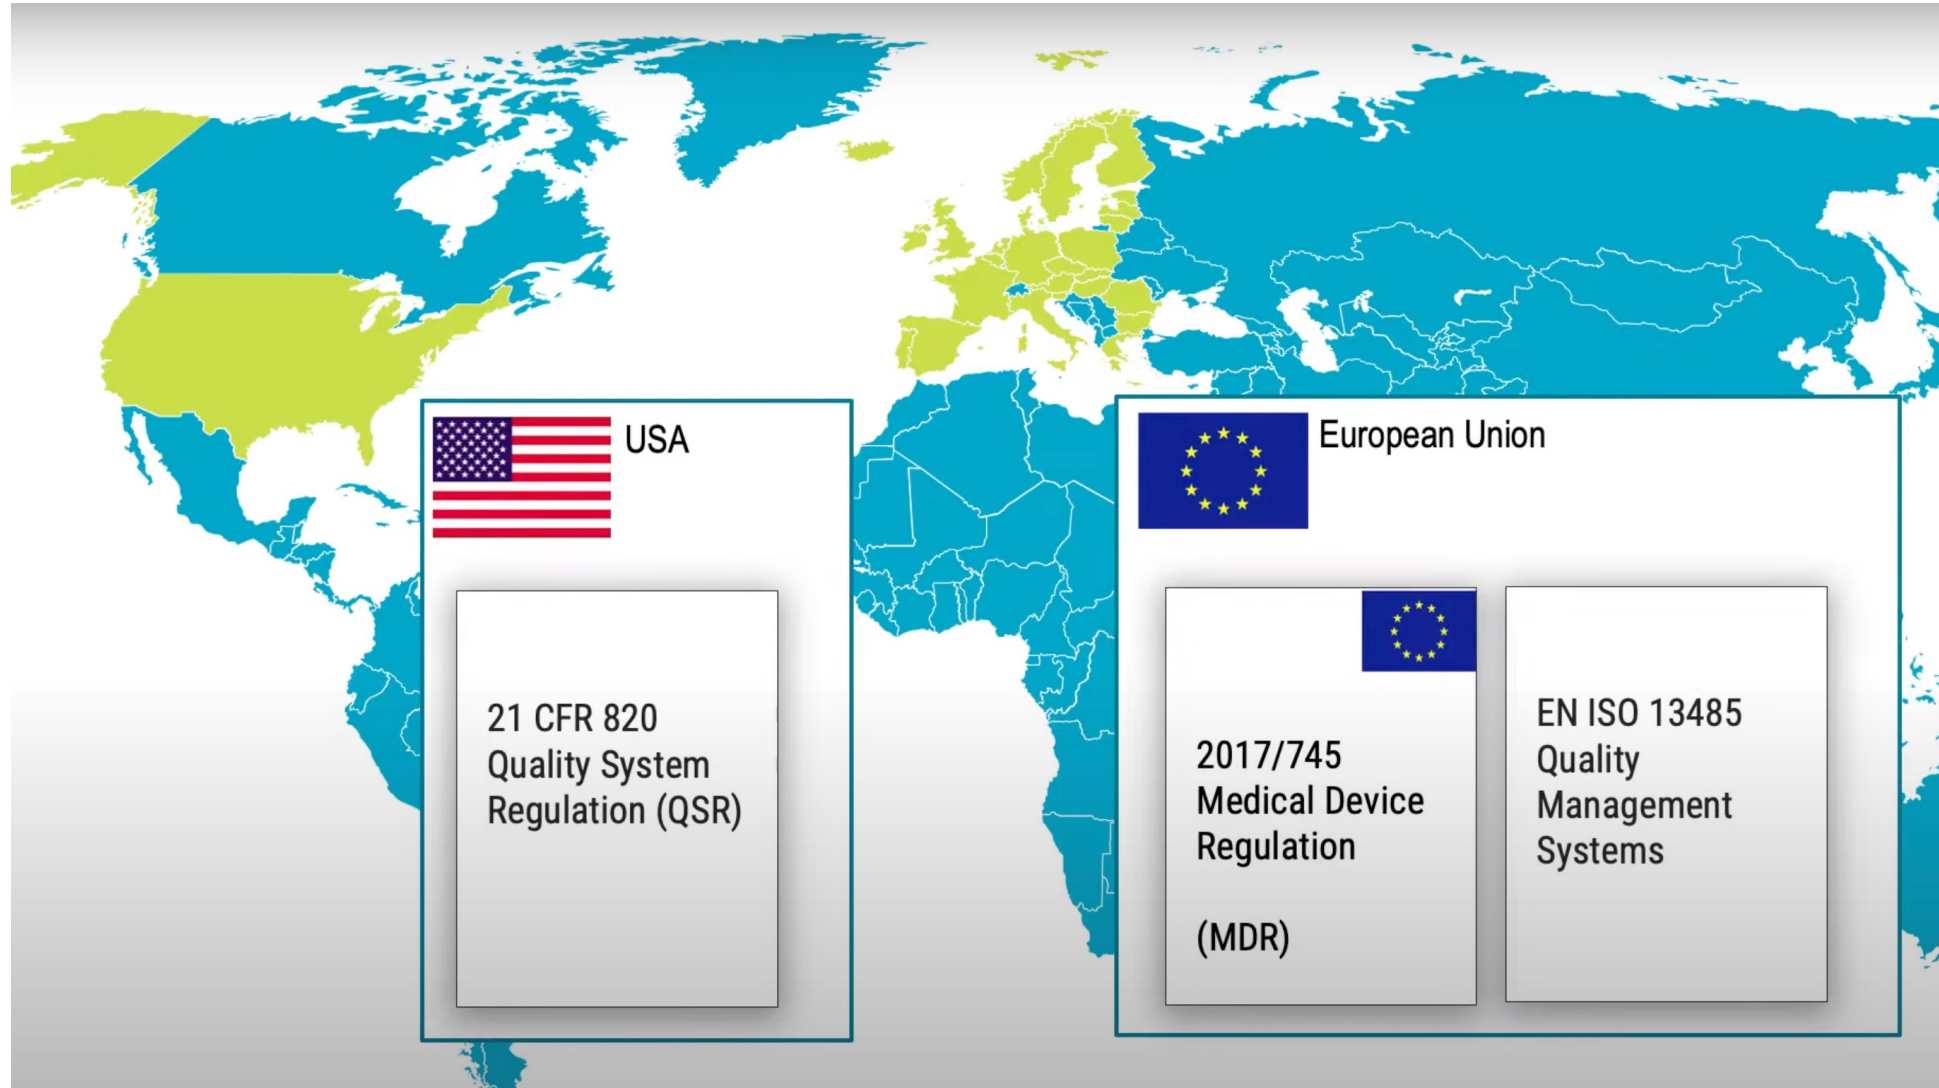 USA
21 CFR 820
Quality System
Regulation (QSR)
European Union
2017/745
Medical Device
Regulation
(MDR)
EN ISO 13485
Quality
Management
Systems